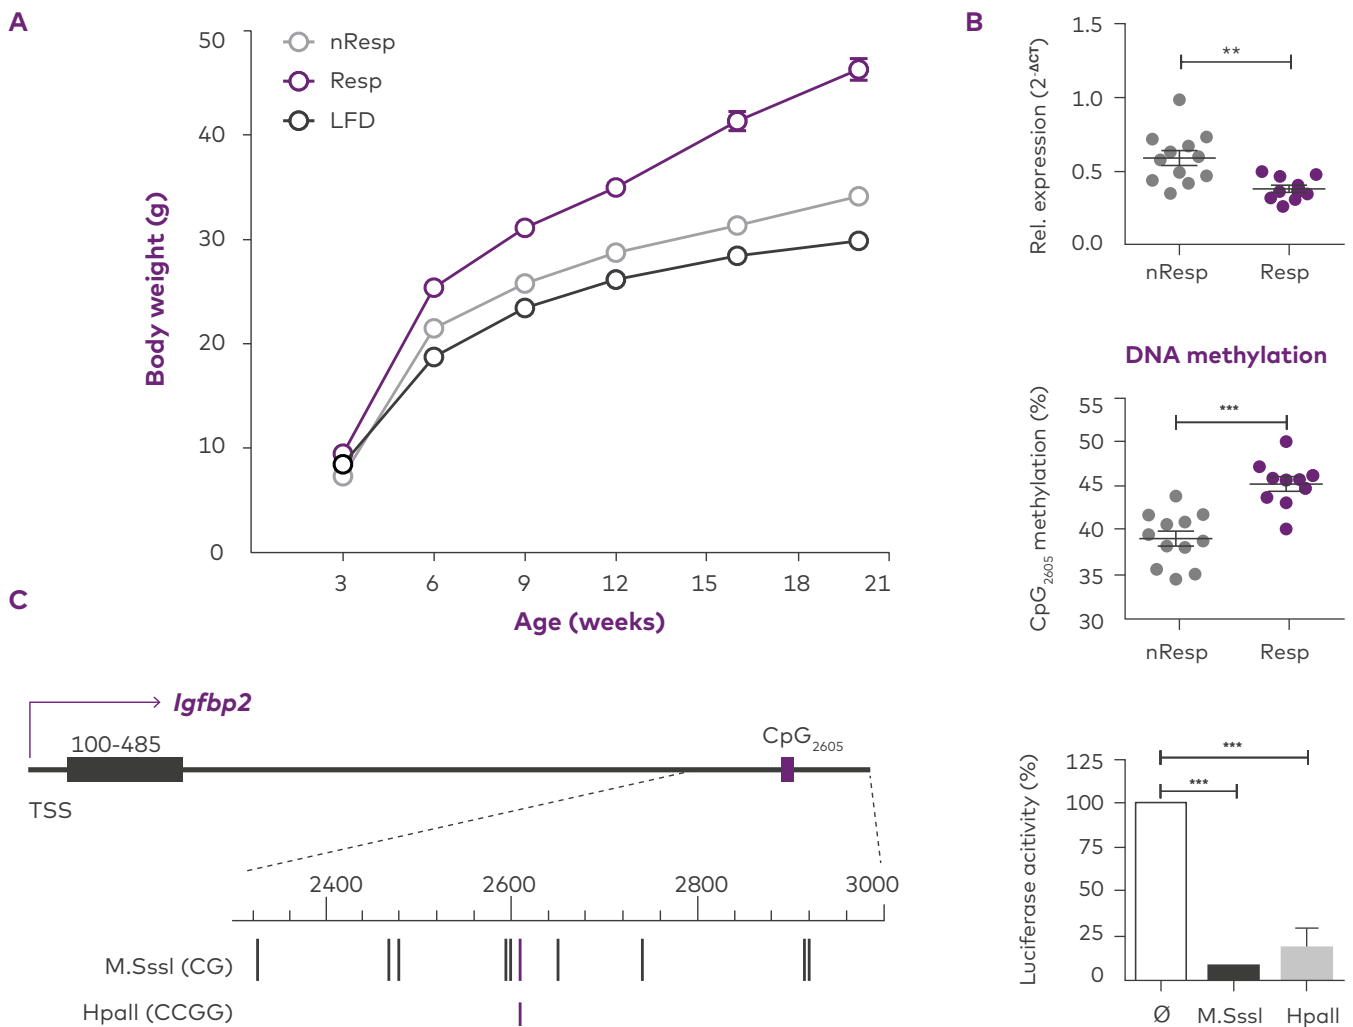 A
50
40
30
20
10
0
nResp
Resp
LFD
Body weight (g)
3
6
9
12
15
18
21
Age (weeks)
B
1.5
1.0
0.5
0.0
Rel. expression (2-ΔCT)
**
nResp
Resp
DNA methylation
55
50
45
40
35
30
CpG2605 methylation (%)
***
nResp
Resp
125
100
75
50
25
0
Luciferase acitivity (%)
***
***
Ø
M.SssI
HpaII
C
Igfbp2
100-485
CpG2605
TSS
2400
2600
2800
3000
M.SssI (CG)
HpaII (CCGG)